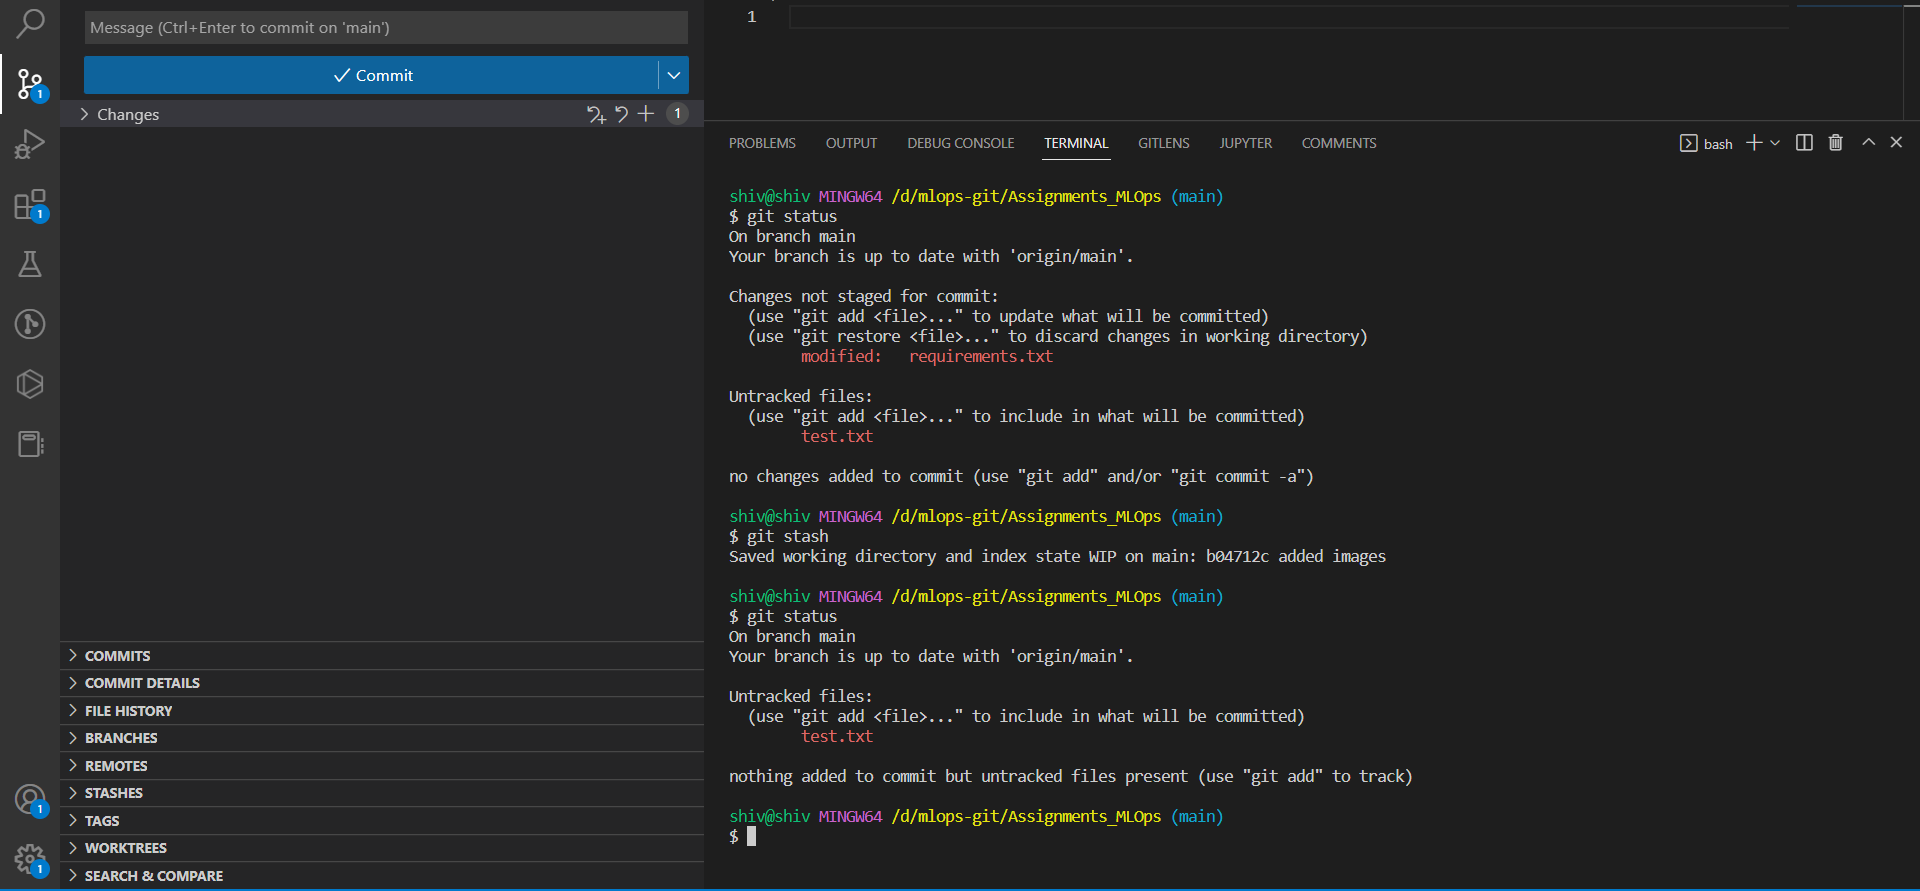 Message (Ctrl+Enter to commit on 'main')
Commit
Changes
1
1
1
COMMITS
COMMIT DETAILS
FILE HISTORY
BRANCHES
REMOTES
STASHES
TAGS
WORKTREES
SEARCH & COMPARE
1
1
1
1
PROBLEMS OUTPUT DEBUG CONSOLE TERMINAL GITLENS JUPYTER COMMENTS
bash
shiv@shiv MINGW64 /d/mlops-git/Assignments_MLOps (main)
$ git status
On branch main
Your branch is up to date with 'origin/main'.
Changes not staged for commit:
(use "git add <file>..." to update what will be committed)
(use "git restore <file>..." to discard changes in working directory)
modified: requirements.txt
Untracked files:
(use "git add <file>..." to include in what will be committed)
test.txt
no changes added to commit (use "git add" and/or "git commit -a")
shiv@shiv MINGW64 /d/mlops-git/Assignments_MLOps (main)
$ git stash
Saved working directory and index state WIP on main: b04712c added images
shiv@shiv MINGW64 /d/mlops-git/Assignments_MLOps (main)
$ git status
On branch main
Your branch is up to date with 'origin/main'.
Untracked files:
(use "git add <file>..." to include in what will be committed)
test.txt
nothing added to commit but untracked files present (use "git add" to track)
shiv@shiv MINGW64 /d/mlops-git/Assignments_MLOps (main)
$